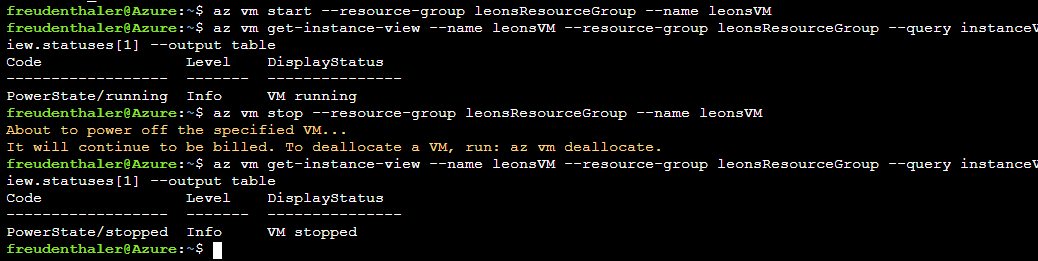 freudenthaler@Azure:~$ az vm start --resource-group leonsResourceGroup --name leonsVM
freudenthaler@Azure:~$ az vm get-instance-view --name leonsVM --resource-group leonsResourceGroup --query instanceV
iew.statuses[1] --output table
Code                Level    DisplayStatus
------------------  -------  ---------------
PowerState/running  Info     VM running
freudenthaler@Azure:~$ az vm stop --resource-group leonsResourceGroup --name leonsVM
About to power off the specified VM...
It will continue to be billed. To deallocate a VM, run: az vm deallocate.
freudenthaler@Azure:~$ az vm get-instance-view --name leonsVM --resource-group leonsResourceGroup --query instanceV
iew.statuses[1] --output table
Code                Level    DisplayStatus
------------------  -------  ---------------
PowerState/stopped  Info     VM stopped
freudenthaler@Azure:~$